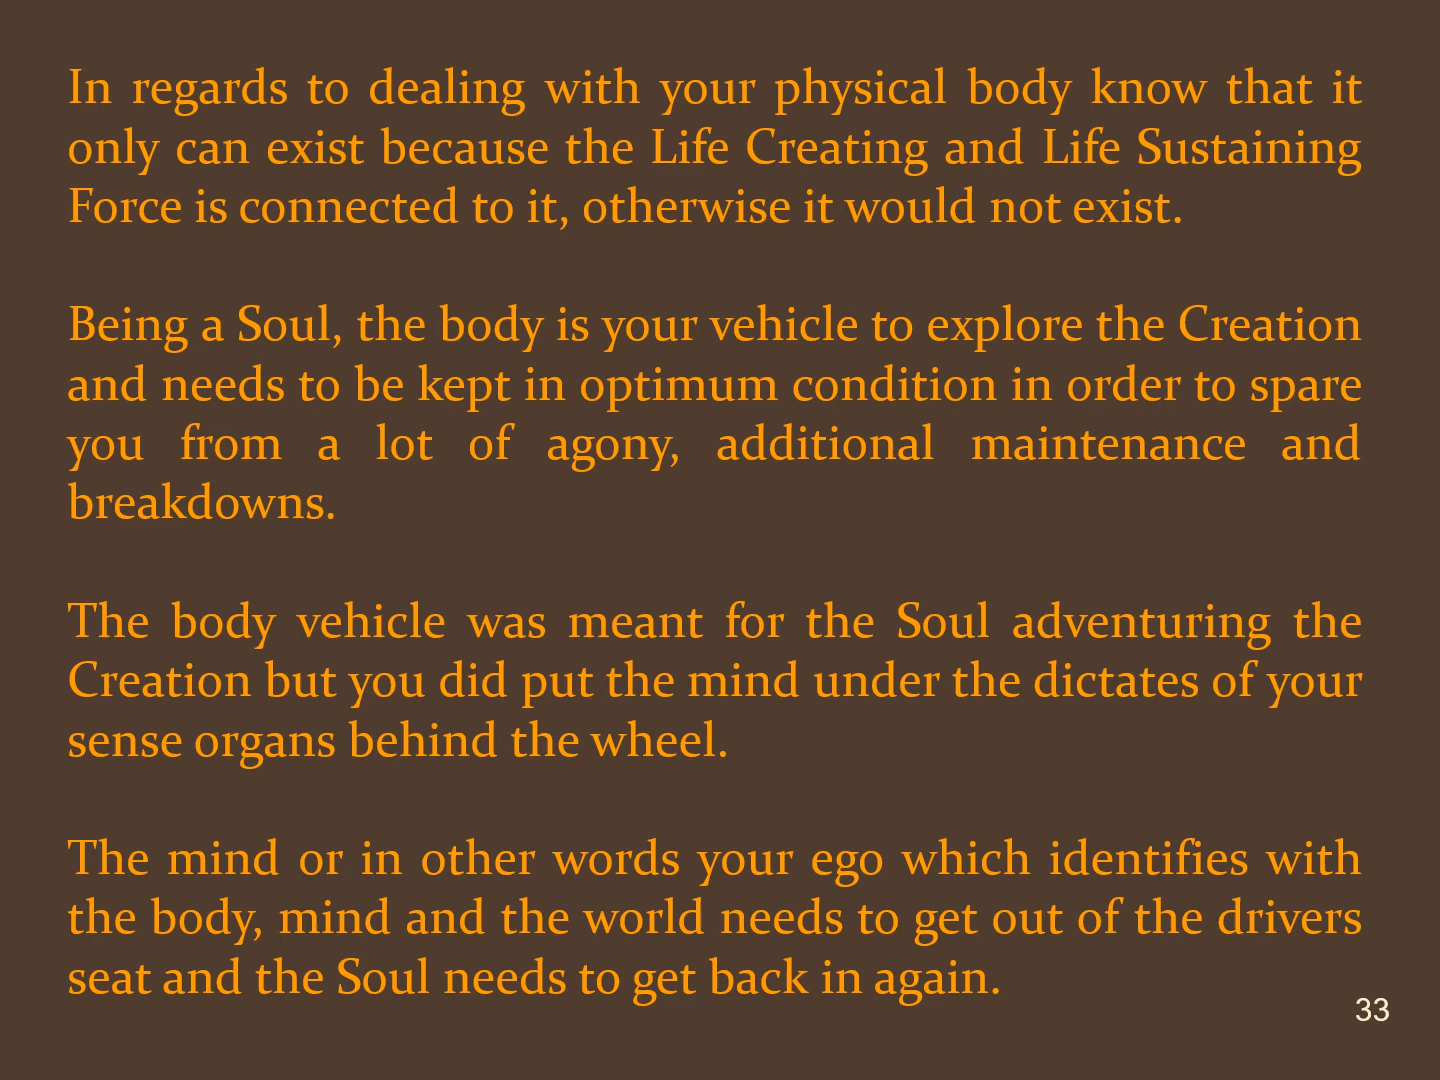 In regards to dealing with your physical body know that it
only can exist because the Life Creating and Life Sustaining
Force is connected to it, otherwise it would not exist.
Being a Soul, the body is your vehicle to explore the Creation
and needs to be kept in optimum condition in order to spare
you from a lot of agony, additional maintenance and
breakdowns.
The body vehicle was meant for the Soul adventuring the
Creation but you did put the mind under the dictates of your
sense organs behind the wheel.
The mind or in other words your ego which identifies with
the body, mind and the world needs to get out of the drivers
seat and the Soul needs to get back in again.
33